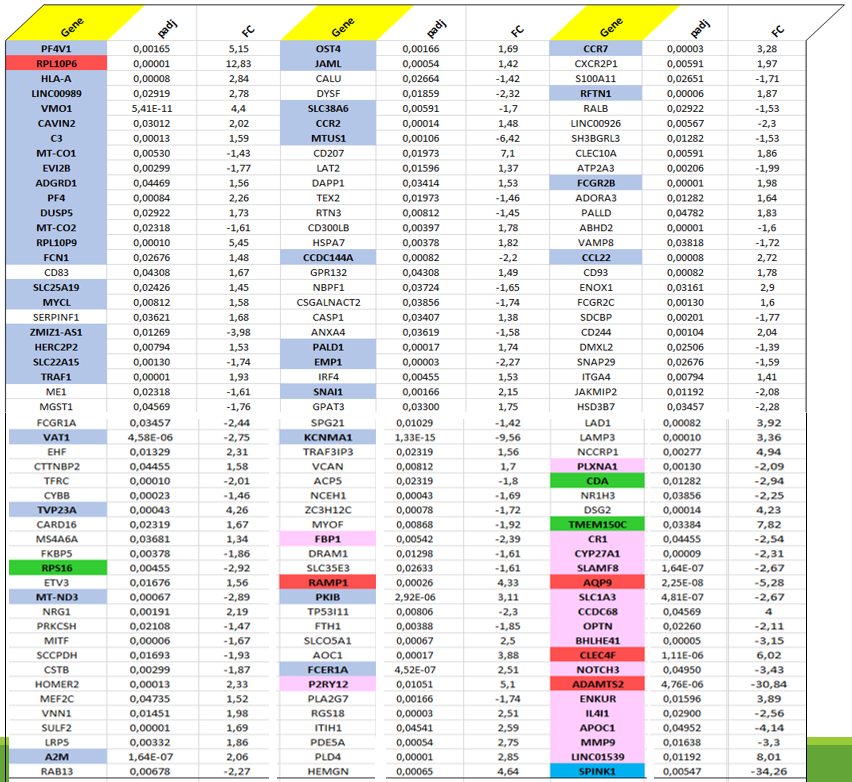 Gene padj FC Gene padj FC Gene padj FC
PF4V1 0,00165 5,15 OST4 0,00166 1,69 CCR7 0,00003 3,28
RPL10P6 0,00001 12,83 JAML 0,00054 1,42 CXCR2P1 0,00591 1,97
HLA-A 0,00008 2,84 CALU 0,02664 -1,42 S100A11 0,02651 -1,71
LINC00989 0,02919 2,78 DYSF 0,01859 -2,32 RFTN1 0,00006 1,87
VMO1 5,41E-11 4,4 SLC38A6 0,00591 -1,7 RALB 0,02922 -1,53
CAVIN2 0,03012 2,02 CCR2 0,00014 1,48 LINC00926 0,00567 -2,3
C3 0,00013 1,59 MTUS1 0,00106 -6,42 SH3BGRL3 0,01282 -1,53
MT-CO1 0,00530 -1,43 CD207 0,01973 7,1 CLEC10A 0,00591 1,86
EVI2B 0,00299 -1,77 LAT2 0,01596 1,37 ATP2A3 0,00206 -1,99
ADGRD1 0,04469 1,56 DAPP1 0,03414 1,53 FCGR2B 0,00001 1,98
PF4 0,00084 2,26 TEX2 0,01973 -1,46 ADORA3 0,01282 1,64
DUSP5 0,02922 1,73 RTN3 0,00812 -1,45 PALLD 0,04782 1,83
MT-CO2 0,02318 -1,61 CD300LB 0,00397 1,78 ABHD2 0,00001 -1,6
RPL10P9 0,00010 5,45 HSPA7 0,00378 1,82 VAMP8 0,03818 -1,72
FCN1 0,02676 1,48 CCDC144A 0,00082 -2,2 CCL22 0,00008 2,72
CD83 0,04308 1,67 GPR132 0,04308 1,49 CD93 0,00082 1,78
SLC25A19 0,02426 1,45 NBPF1 0,03724 -1,65 ENOX1 0,03161 2,9
MYCL 0,00812 1,58 CSGALNACT2 0,03856 -1,74 FCGR2C 0,00130 1,6
SERPINF1 0,03621 1,68 CASP1 0,03407 1,38 SDCBP 0,00201 -1,77
ZMIZ1-AS1 0,01269 -3,98 ANXA4 0,03619 -1,58 CD244 0,00104 2,04
HERC2P2 0,00794 1,53 PALD1 0,00017 1,74 DMXL2 0,02506 -1,39
SLC22A15 0,00130 -1,74 EMP1 0,00003 -2,27 SNAP29 0,02676 -1,59
TRAF1 0,00001 1,93 IRF4 0,00455 1,53 ITGA4 0,00794 1,41
ME1 0,02318 -1,61 SNAI1 0,00166 2,15 JAKMIP2 0,01192 -2,08
MGST1 0,04569 -1,76 GPAT3 0,03300 1,75 HSD3B7 0,03457 -2,28
FCGR1A 0,03457 -2,44 SPG21 0,01029 -1,42 LAD1 0,00082 3,92
VAT1 4,58E-06 -2,75 KCNMA1 1,33E-15 -9,56 LAMP3 0,00010 3,36
EHF 0,01329 2,31 TRAF3IP3 0,02319 1,56 NCCRP1 0,00277 4,94
CTTNBP2 0,04455 1,58 VCAN 0,00812 1,7 PLXNA1 0,00130 -2,09
TFRC 0,00010 -2,01 ACP5 0,02319 -1,8 CDA 0,01282 -2,94
CYBB 0,00023 -1,46 NCEH1 0,00043 -1,69 NR1H3 0,03856 -2,25
TVP23A 0,00043 4,26 ZC3H12C 0,00078 -1,72 DSG2 0,00014 4,23
CARD16 0,02319 1,67 MYOF 0,00868 -1,92 TMEM150C 0,03384 7,82
MS4A6A 0,03681 1,34 FBP1 0,00542 -2,39 CR1 0,04455 -2,54
FKBP5 0,00378 -1,86 DRAM1 0,01298 -1,61 CYP27A1 0,00009 -2,31
RPS16 0,00455 -2,92 SLC35E3 0,02633 -1,61 SLAMF8 1,64E-07 -2,67
ETV3 0,01676 1,56 RAMP1 0,00026 4,33 AQP9 2,25E-08 -5,28
MT-ND3 0,00067 -2,89 PKIB 2,92E-06 3,11 SLC1A3 4,81E-07 -2,67
NRG1 0,00191 2,19 TP53I11 0,00806 -2,3 CCDC68 0,04569 4
PRKCSH 0,02108 -1,47 FTH1 0,00388 -1,85 OPTN 0,02260 -2,11
MITF 0,00006 -1,67 SLCO5A1 0,00067 2,5 BHLHE41 0,00005 -3,15
SCCPDH 0,01693 -1,93 AOC1 0,00017 3,88 CLEC4F 1,11E-06 6,02
CSTB 0,00299 -1,87 FCER1A 4,52E-07 2,51 NOTCH3 0,04950 -3,43
HOMER2 0,00013 2,33 P2RY12 0,01051 5,1 ADAMTS2 4,76E-06 -30,84
MEF2C 0,04735 1,52 PLA2G7 0,00166 -1,74 ENKUR 0,01596 3,89
VNN1 0,01451 1,98 RGS18 0,00003 2,51 IL4I1 0,02900 -2,56
SULF2 0,00001 1,69 ITIH1 0,04541 2,59 APOC1 0,04952 -4,14
LRP5 0,00332 1,86 PDE5A 0,00054 2,75 MMP9 0,01638 -3,3
A2M 1,64E-07 2,06 PLD4 0,00001 2,85 LINC01539 0,01192 8,01
RAB13 0,00678 -2,27 HEMGN 0,00065 4,64 SPINK1 0,00547 -34,26